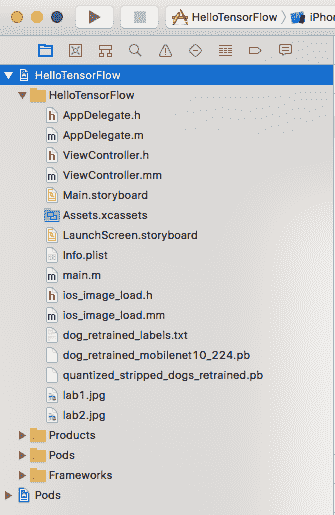 HelloTensorFlow
iPhone
HelloTensorFlow
HelloTensorFlow
h AppDelegate.h
m AppDelegate.m
h ViewController.h
m ViewController.mm
Main.storyboard
Assets.xcassets
LaunchScreen.storyboard
Info.plist
m main.m
h ios_image_load.h
m ios_image_load.mm
dog_retrained_labels.txt
dog_retrained_mobilenet10_224.pb
quantized_stripped_dogs_retrained.pb
lab1.jpg
lab2.jpg
Products
Pods
Frameworks
Pods